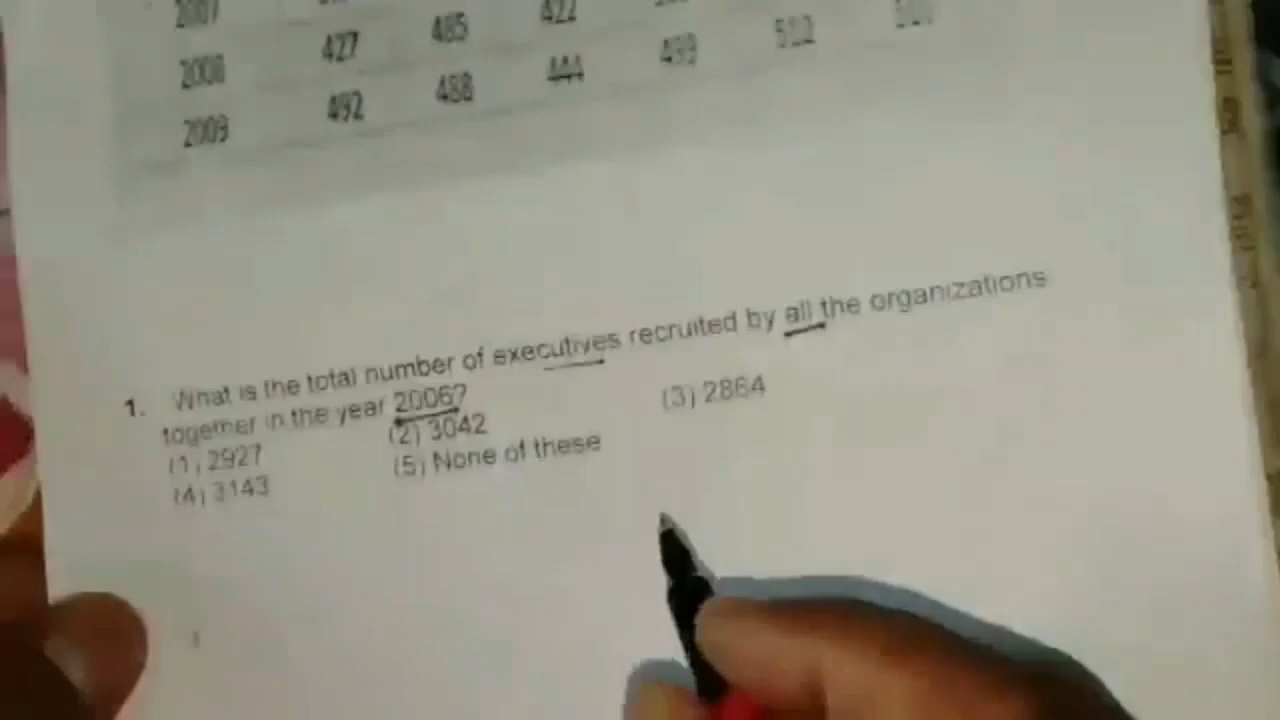 2007 422
2008 427 485
2009 492 488 444 499 512
1. What is the total number of executives recruited by all the organizations
together in the year 2006?
(1) 2927 (2) 3042 (3) 2864
(4) 3143 (5) None of these